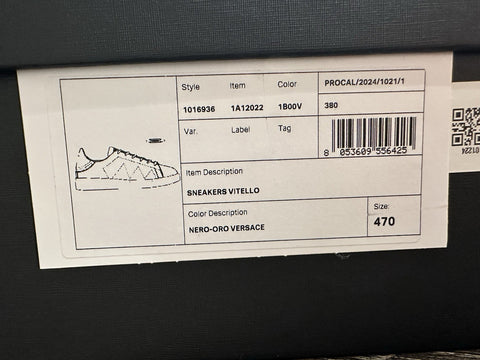 Style Item Color PROCAL/2024/1021/1
1016936 1A12022 1B00V 380
Var. Label Tag
8 053609 556425
Item Description
SNEAKERS VITELLO
Color Description Size:
NERO-ORO VERSACE 470
01224